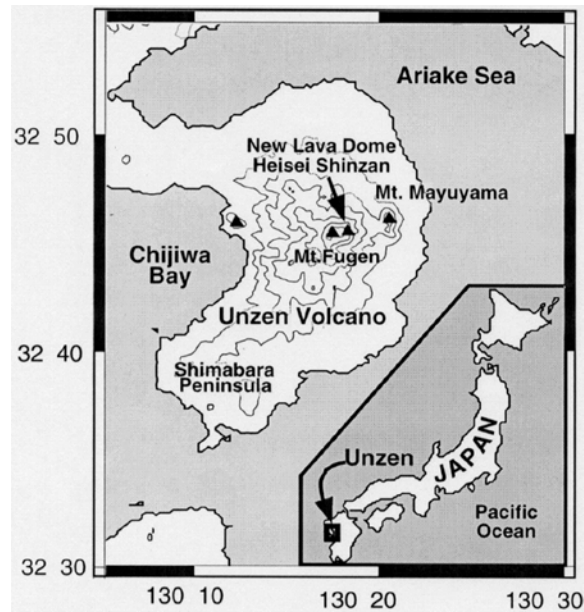 Ariake Sea
32 50
New Lava Dome
Heisei Shinzan
Mt. Mayuyama
Chijiwa
Bay
Mt.Fugen
Unzen Volcano
32 40
Shimabara
Peninsula
Unzen
JAPAN
Pacific
Ocean
32 30
130 10
130 20
130 30